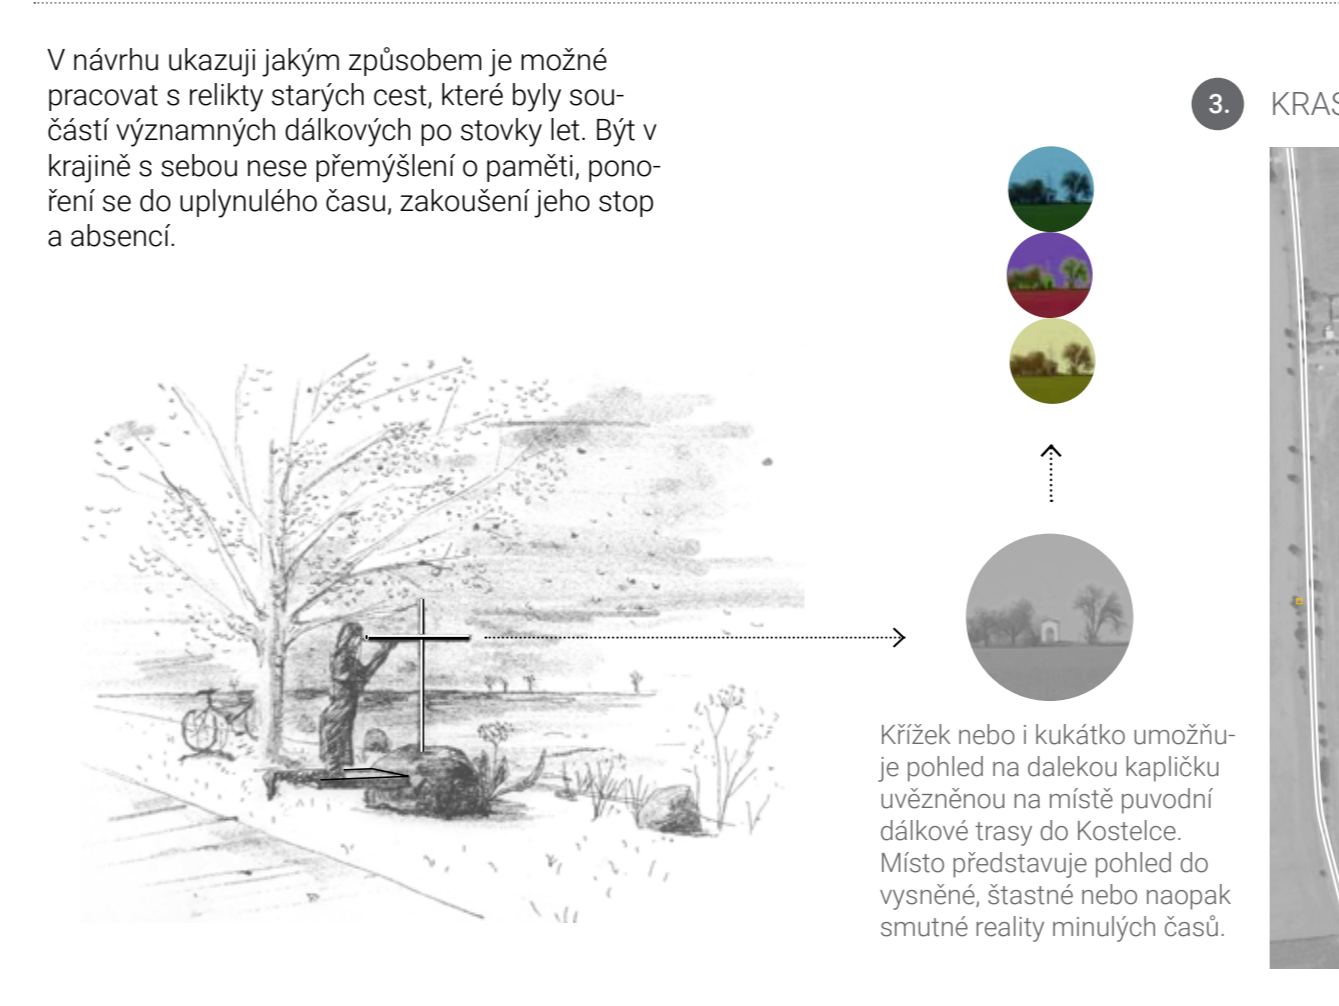 V návrhu ukazuji jakým způsobem je možné
pracovat s relikty starých cest, které byly sou-
částí významných dálkových po stovky let. Být v
krajině s sebou nese přemýšlení o paměti, pono-
ření se do uplynulého času, zakoušení jeho stop
a absencí.
3. KRAS
Křížek nebo i kukátko umožňu-
je pohled na dalekou kapličku
uvězněnou na místě puvodní
dálkové trasy do Kostelce.
Místo představuje pohled do
vysněné, štastné nebo naopak
smutné reality minulých časů.